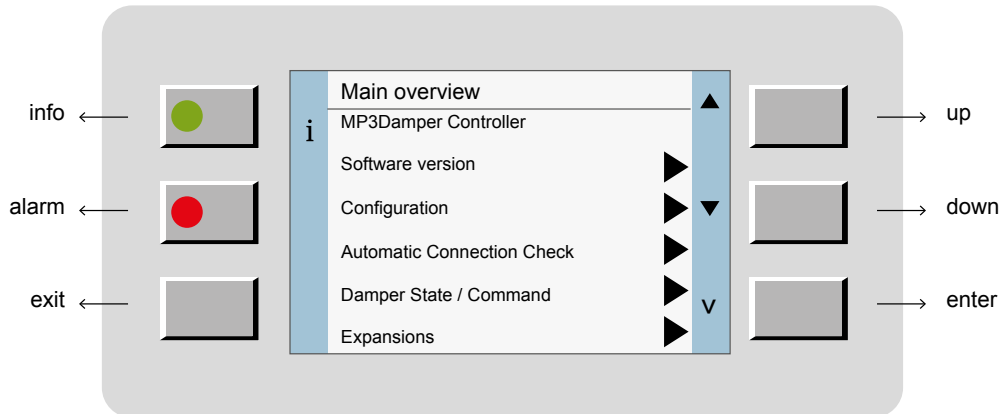 info
alarm
exit
i
Main overview
MP3Damper Controller
Software version
Configuration
Automatic Connection Check
Damper State / Command
Expansions
v
up
down
enter